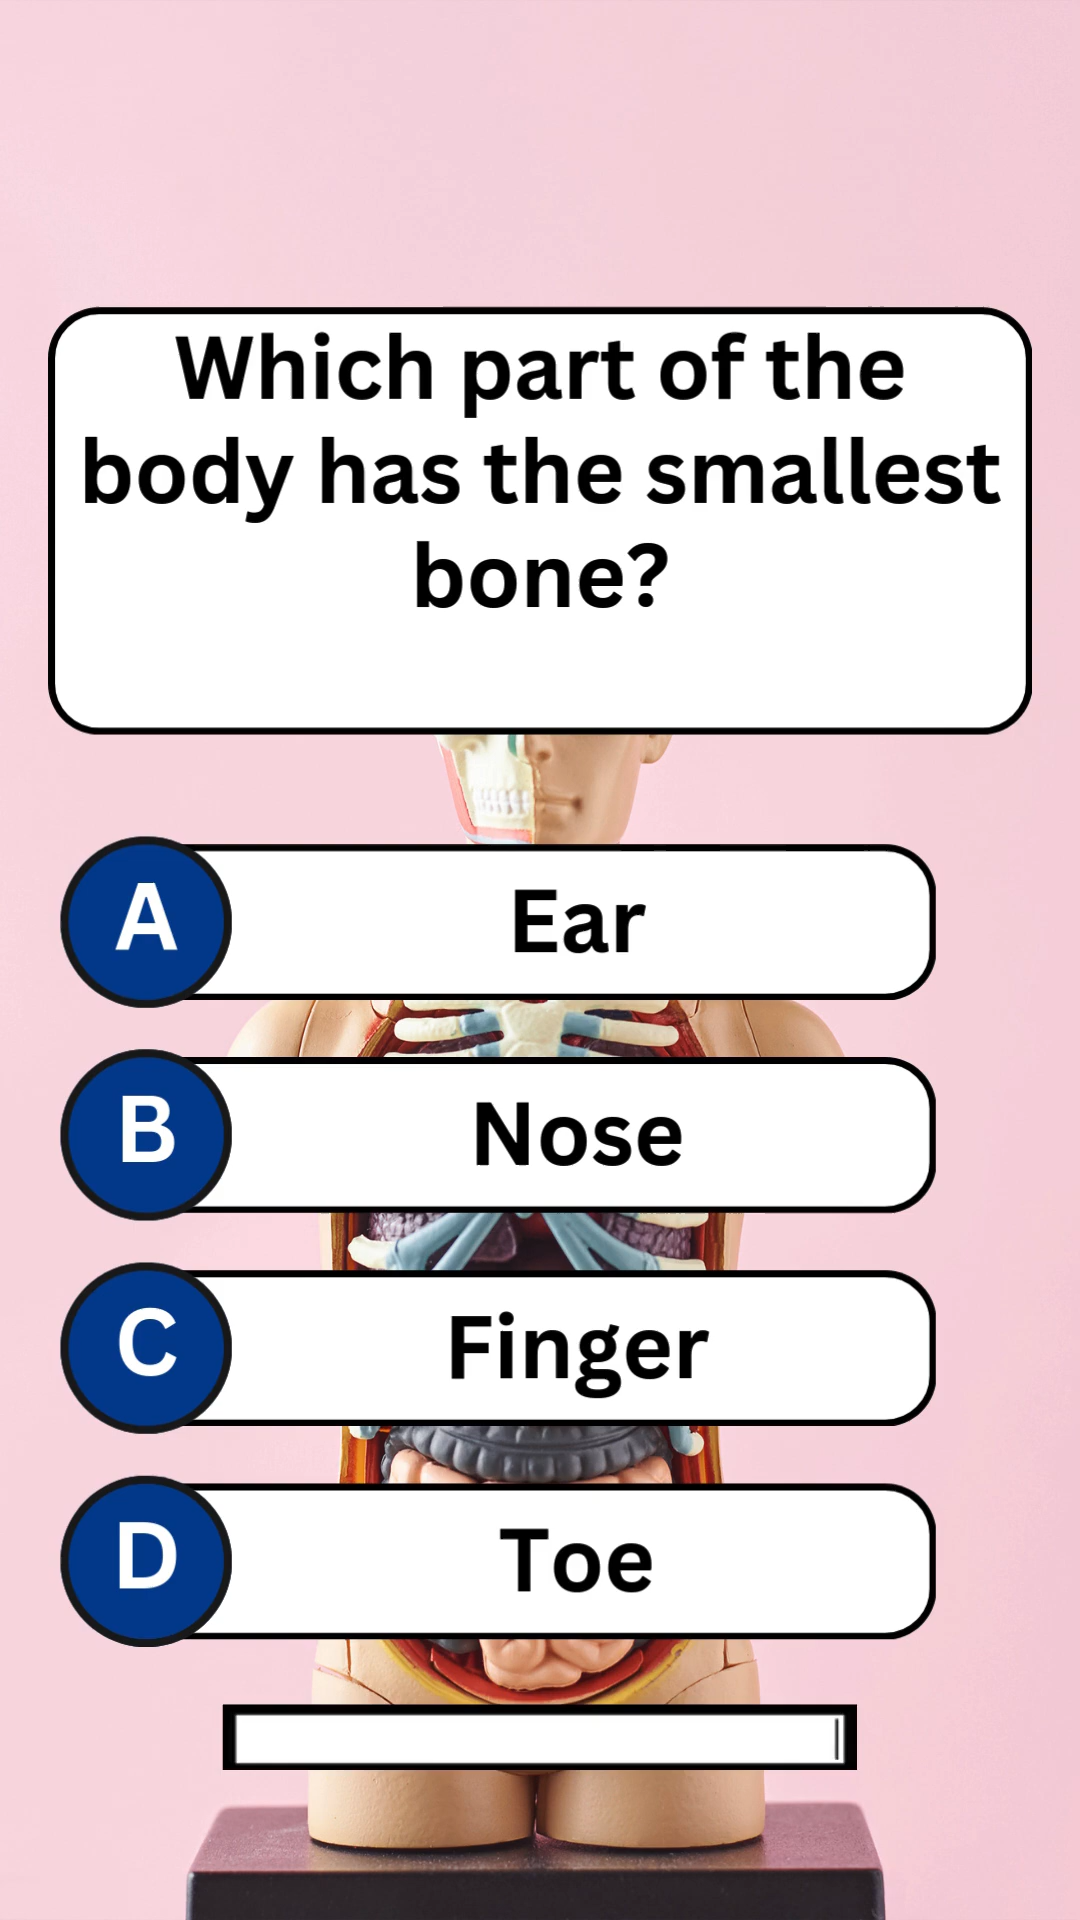 Which part of the
body has the smallest
bone?
A Ear
B Nose
C Finger
D Toe